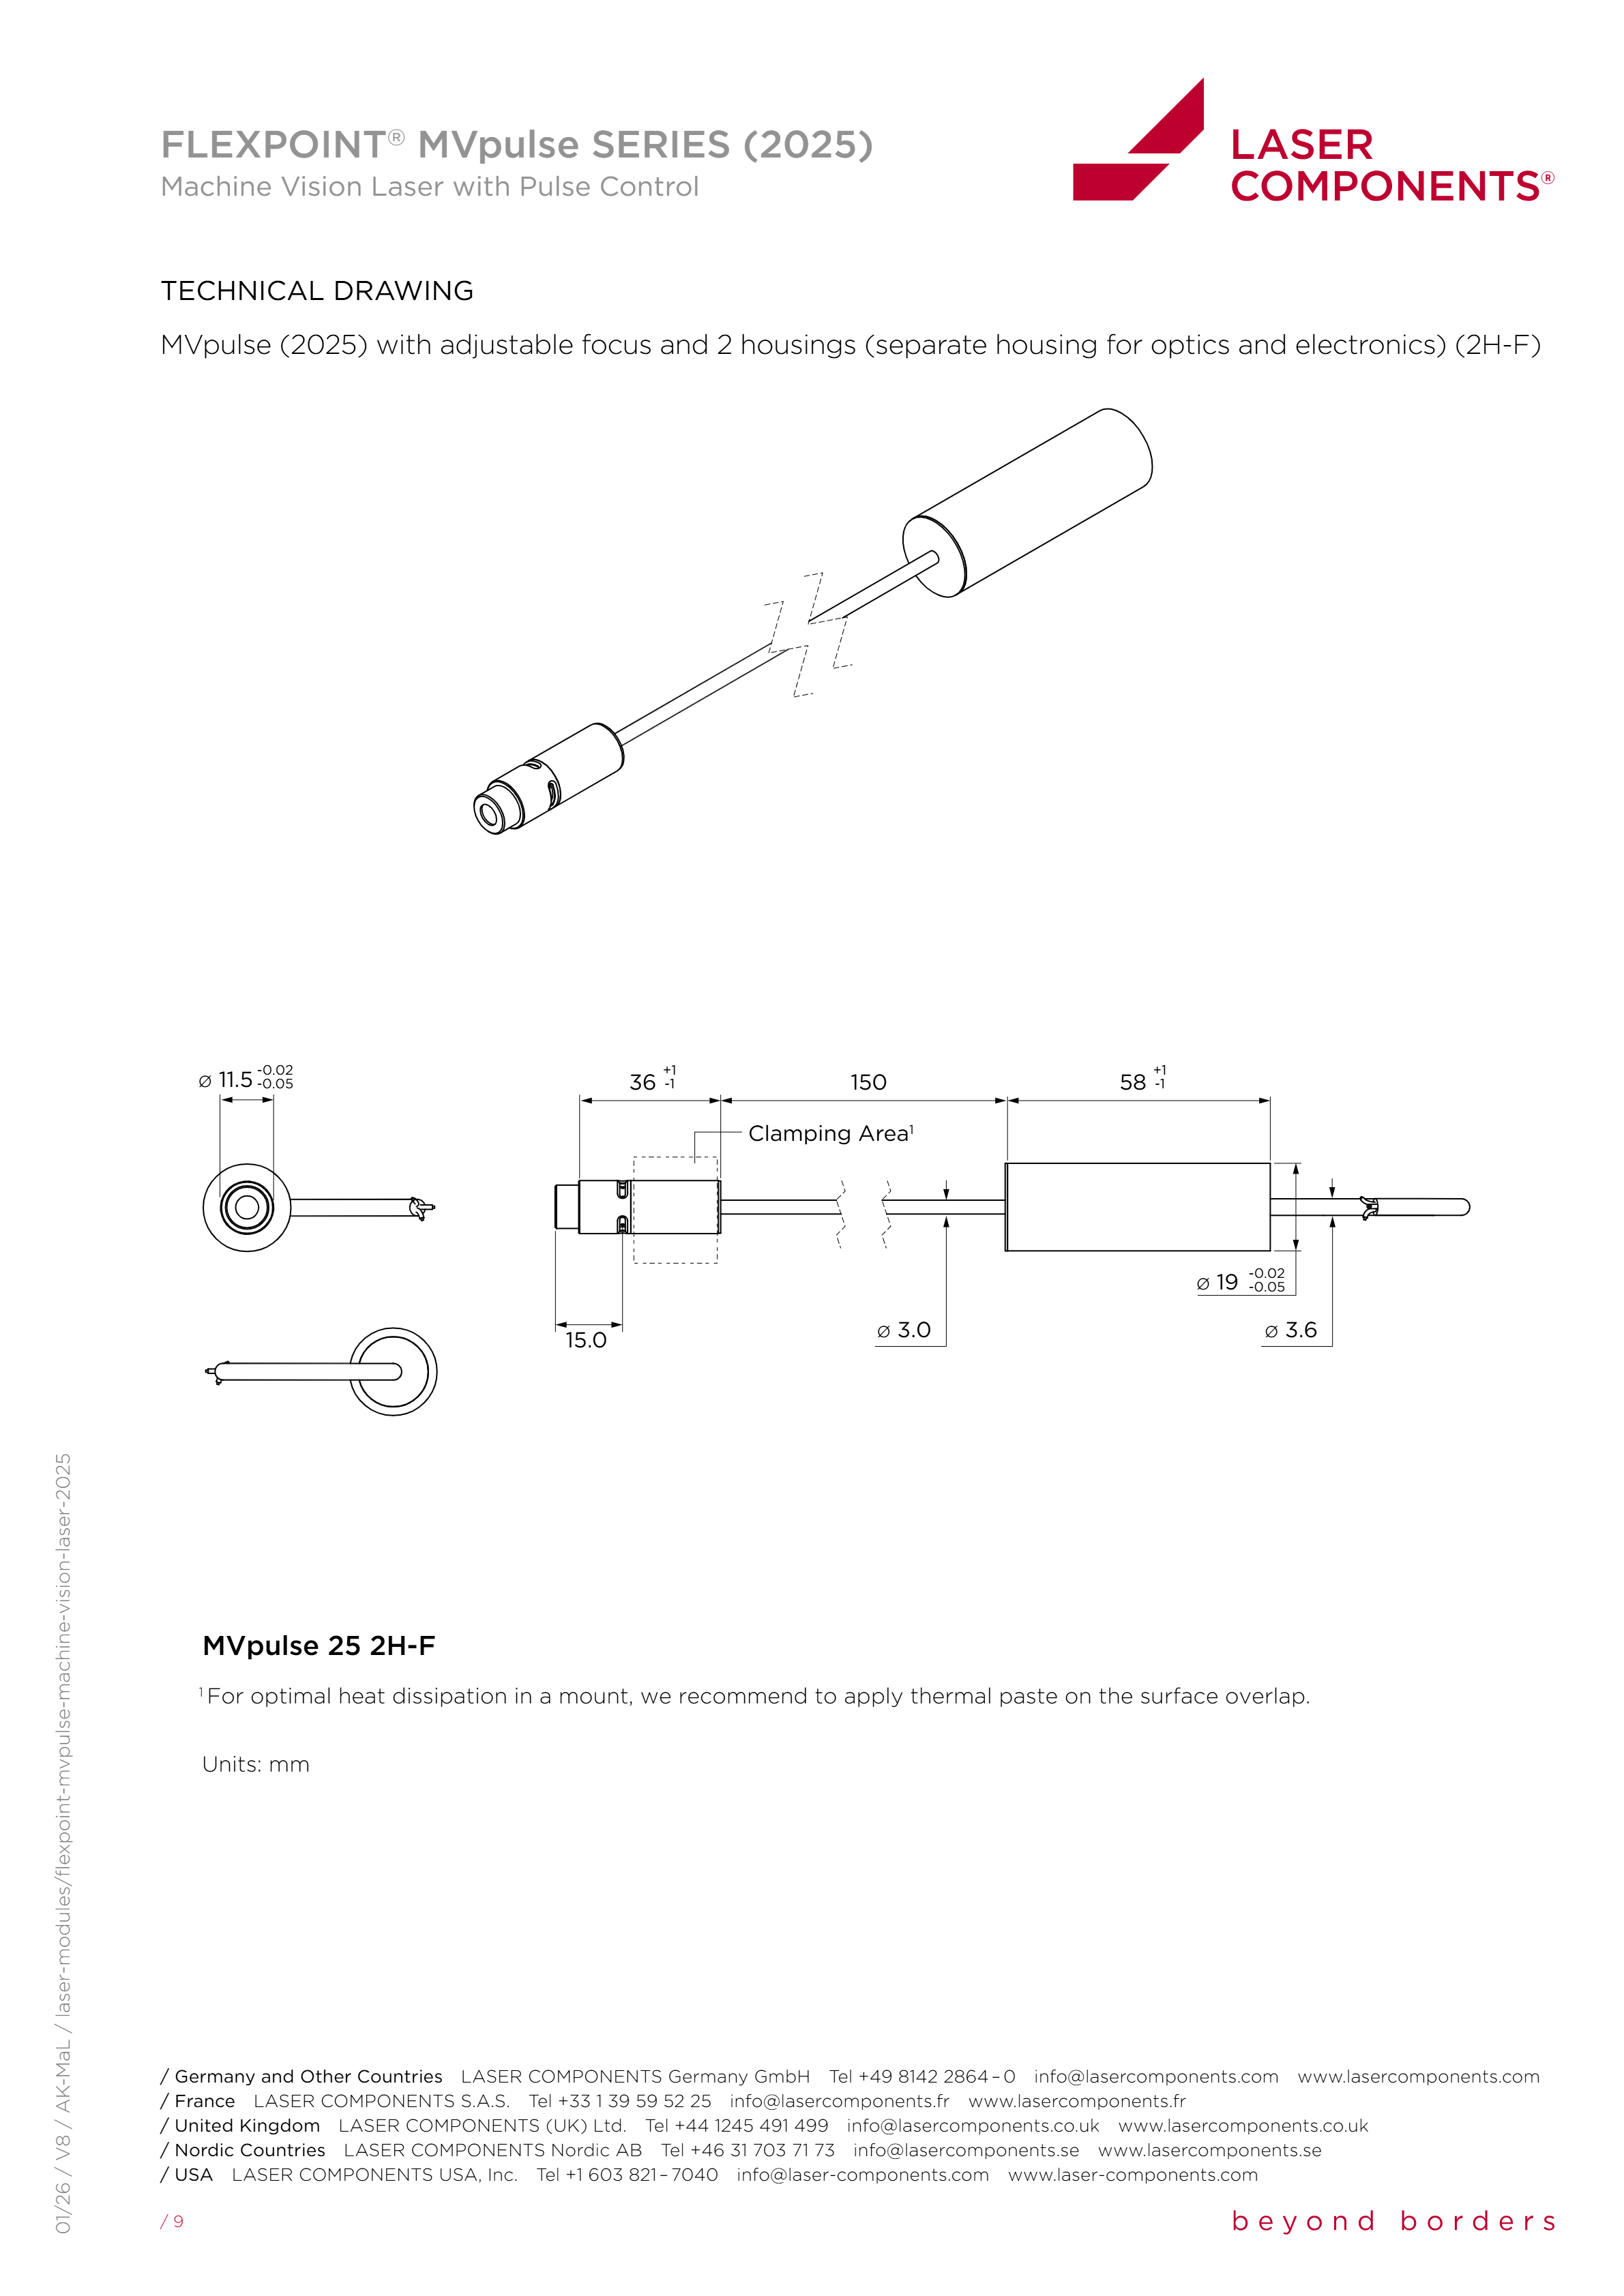 FLEXPOINT® MVpulse SERIES (2025)
Machine Vision Laser with Pulse Control
LASER
COMPONENTS®
TECHNICAL DRAWING
MVpulse (2025) with adjustable focus and 2 housings (separate housing for optics and electronics) (2H-F)
⌀ 11.5 -0.02 -0.05
36 +1 -1
150
58 +1 -1
Clamping Area¹
⌀ 19 -0.02 -0.05
15.0
⌀ 3.0
⌀ 3.6
MVpulse 25 2H-F
¹ For optimal heat dissipation in a mount, we recommend to apply thermal paste on the surface overlap.
Units: mm
01/26 / V8 / AK-MaL / laser-modules/flexpoint-mvpulse-machine-vision-laser-2025
/ Germany and Other Countries LASER COMPONENTS Germany GmbH Tel +49 8142 2864 – 0 info@lasercomponents.com www.lasercomponents.com
/ France LASER COMPONENTS S.A.S. Tel +33 1 39 59 52 25 info@lasercomponents.fr www.lasercomponents.fr
/ United Kingdom LASER COMPONENTS (UK) Ltd. Tel +44 1245 491 499 info@lasercomponents.co.uk www.lasercomponents.co.uk
/ Nordic Countries LASER COMPONENTS Nordic AB Tel +46 31 703 71 73 info@lasercomponents.se www.lasercomponents.se
/ USA LASER COMPONENTS USA, Inc. Tel +1 603 821 – 7040 info@laser-components.com www.laser-components.com
/ 9
beyond borders